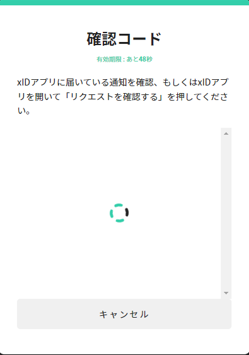 確認コード
有効期限：あと48秒
xIDアプリに届いている通知を確認、もしくはxIDアプ
リを開いて「リクエストを確認する」を押してくださ
い。
キャンセル